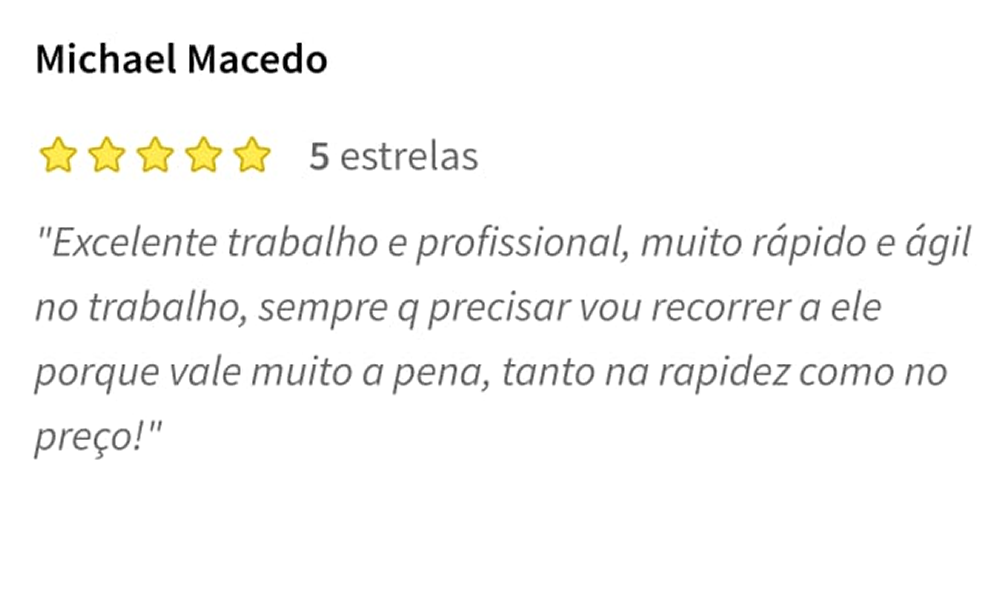 Michael Macedo
5 estrelas
"Excelente trabalho e profissional, muito rápido e ágil
no trabalho, sempre q precisar vou recorrer a ele
porque vale muito a pena, tanto na rapidez como no
preço!"